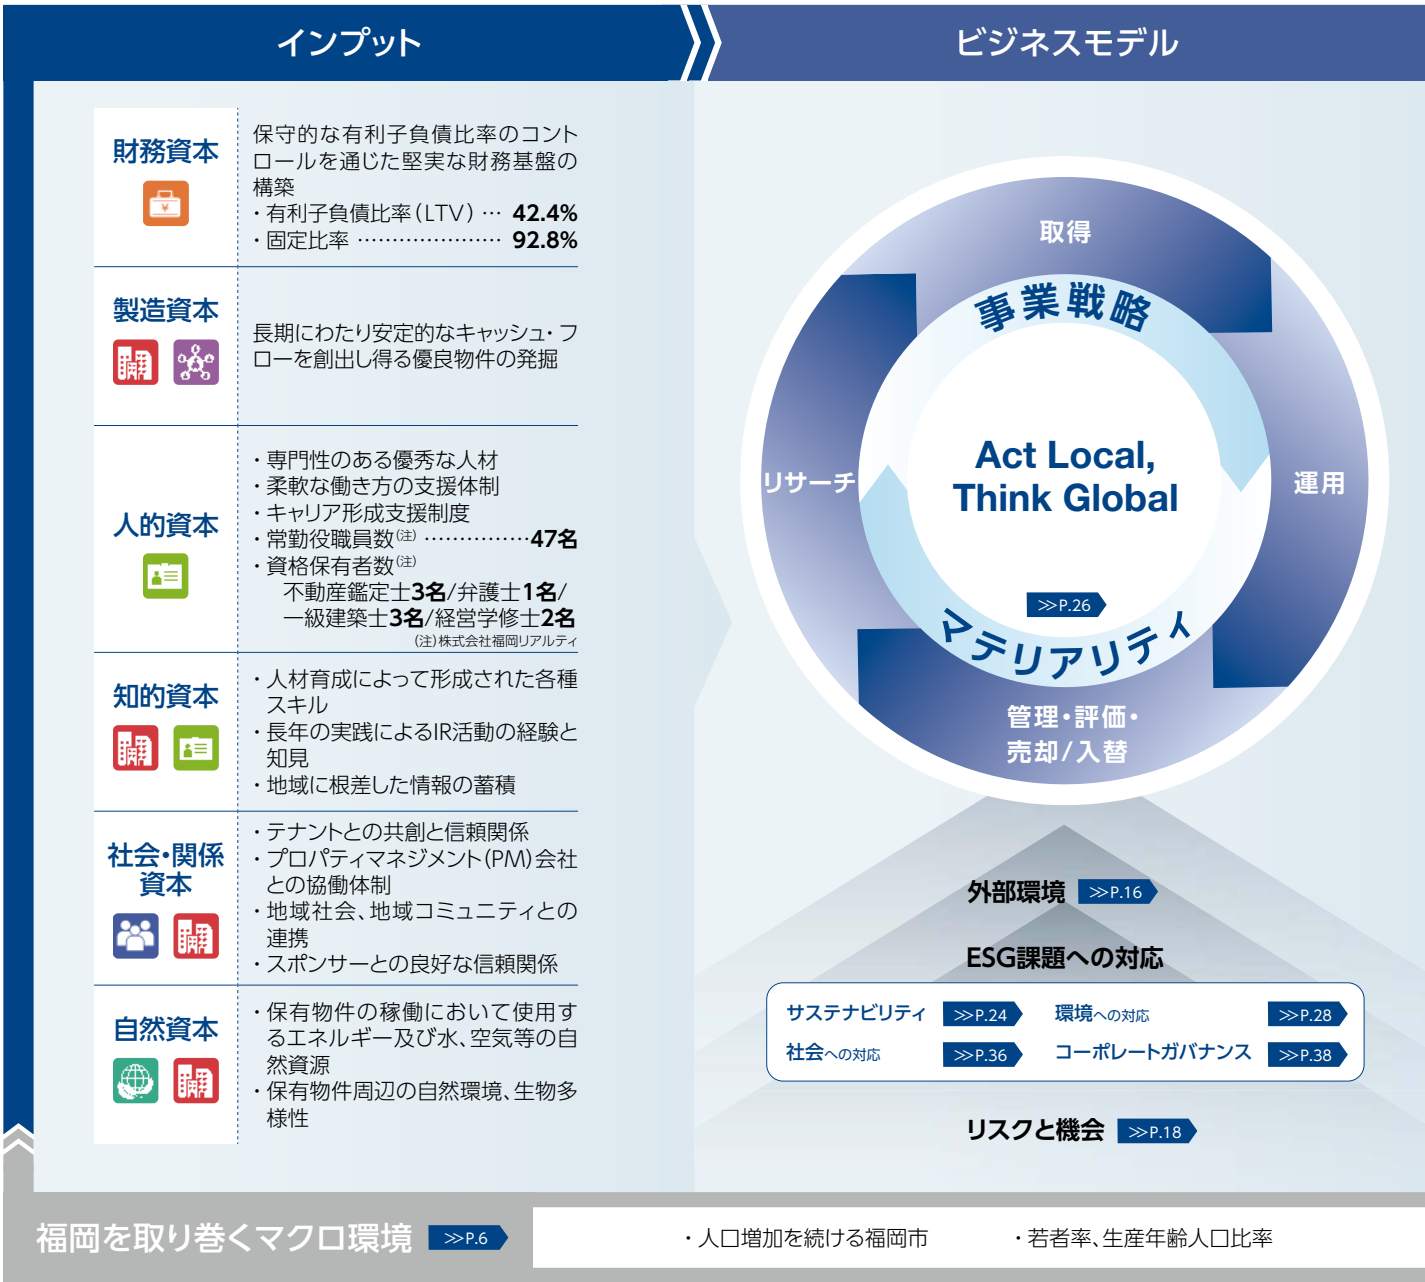 インプット
ビジネスモデル
財務資本
保守的な有利子負債比率のコント
ロールを通じた堅実な財務基盤の
構築
・有利子負債比率(LTV) … 42.4%
・固定比率 ………………… 92.8%
製造資本
長期にわたり安定的なキャッシュ・フ
ローを創出し得る優良物件の発掘
人的資本
・専門性のある優秀な人材
・柔軟な働き方の支援体制
・キャリア形成支援制度
・常勤役職員数(注) ……………47名
・資格保有者数(注)
不動産鑑定士3名/弁護士1名/
一級建築士3名/経営学修士2名
(注)株式会社福岡リアルティ
知的資本
・人材育成によって形成された各種
スキル
・長年の実践によるIR活動の経験と
知見
・地域に根差した情報の蓄積
社会・関係
資本
・テナントとの共創と信頼関係
・プロパティマネジメント(PM)会社
との協働体制
・地域社会、地域コミュニティとの
連携
・スポンサーとの良好な信頼関係
自然資本
・保有物件の稼働において使用す
るエネルギー及び水、空気等の自
然資源
・保有物件周辺の自然環境、生物多
様性
取得
事業戦略
リサーチ
Act Local,
Think Global
運用
≫P.26
マテリアリティ
管理・評価・
売却/入替
外部環境 ≫P.16
ESG課題への対応
サステナビリティ ≫P.24 環境への対応 ≫P.28
社会への対応 ≫P.36 コーポレートガバナンス ≫P.38
リスクと機会 ≫P.18
福岡を取り巻くマクロ環境 ≫P.6
・人口増加を続ける福岡市 ・若者率、生産年齢人口比率